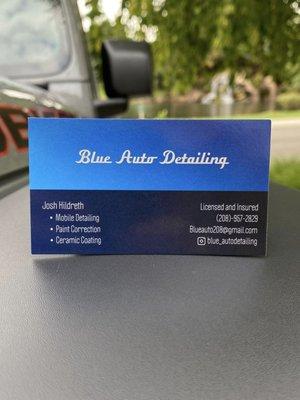 Blue Auto Detailing
Josh Hildreth
• Mobile Detailing
• Paint Correction
• Ceramic Coating
Licensed and Insured
(208)-957-2829
Blueauto208@gmail.com
blue_autodetailing